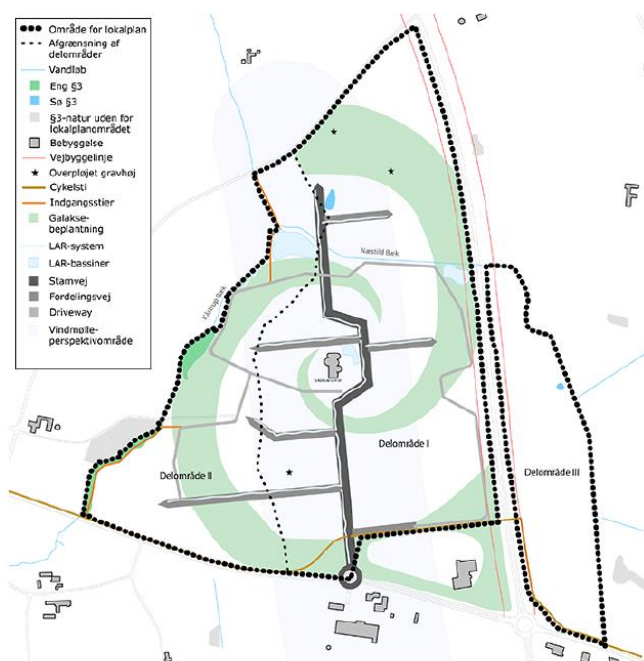 Område for lokalplan
Afgrænsning af
delområder
Vandløb
Eng §3
Sø §3
§3-natur uden for
lokalplanområdet
Bebyggelse
Vejbyggelinje
Overpløjet gravhøj
Cykelsti
Indgangsstier
Galakse-
beplantning
LAR-system
LAR-bassiner
Stamvej
Fordelingsvej
Driveway
Vindmølle-
perspektivområde
Næstild Bæk
Delområde I
Delområde II
Delområde III